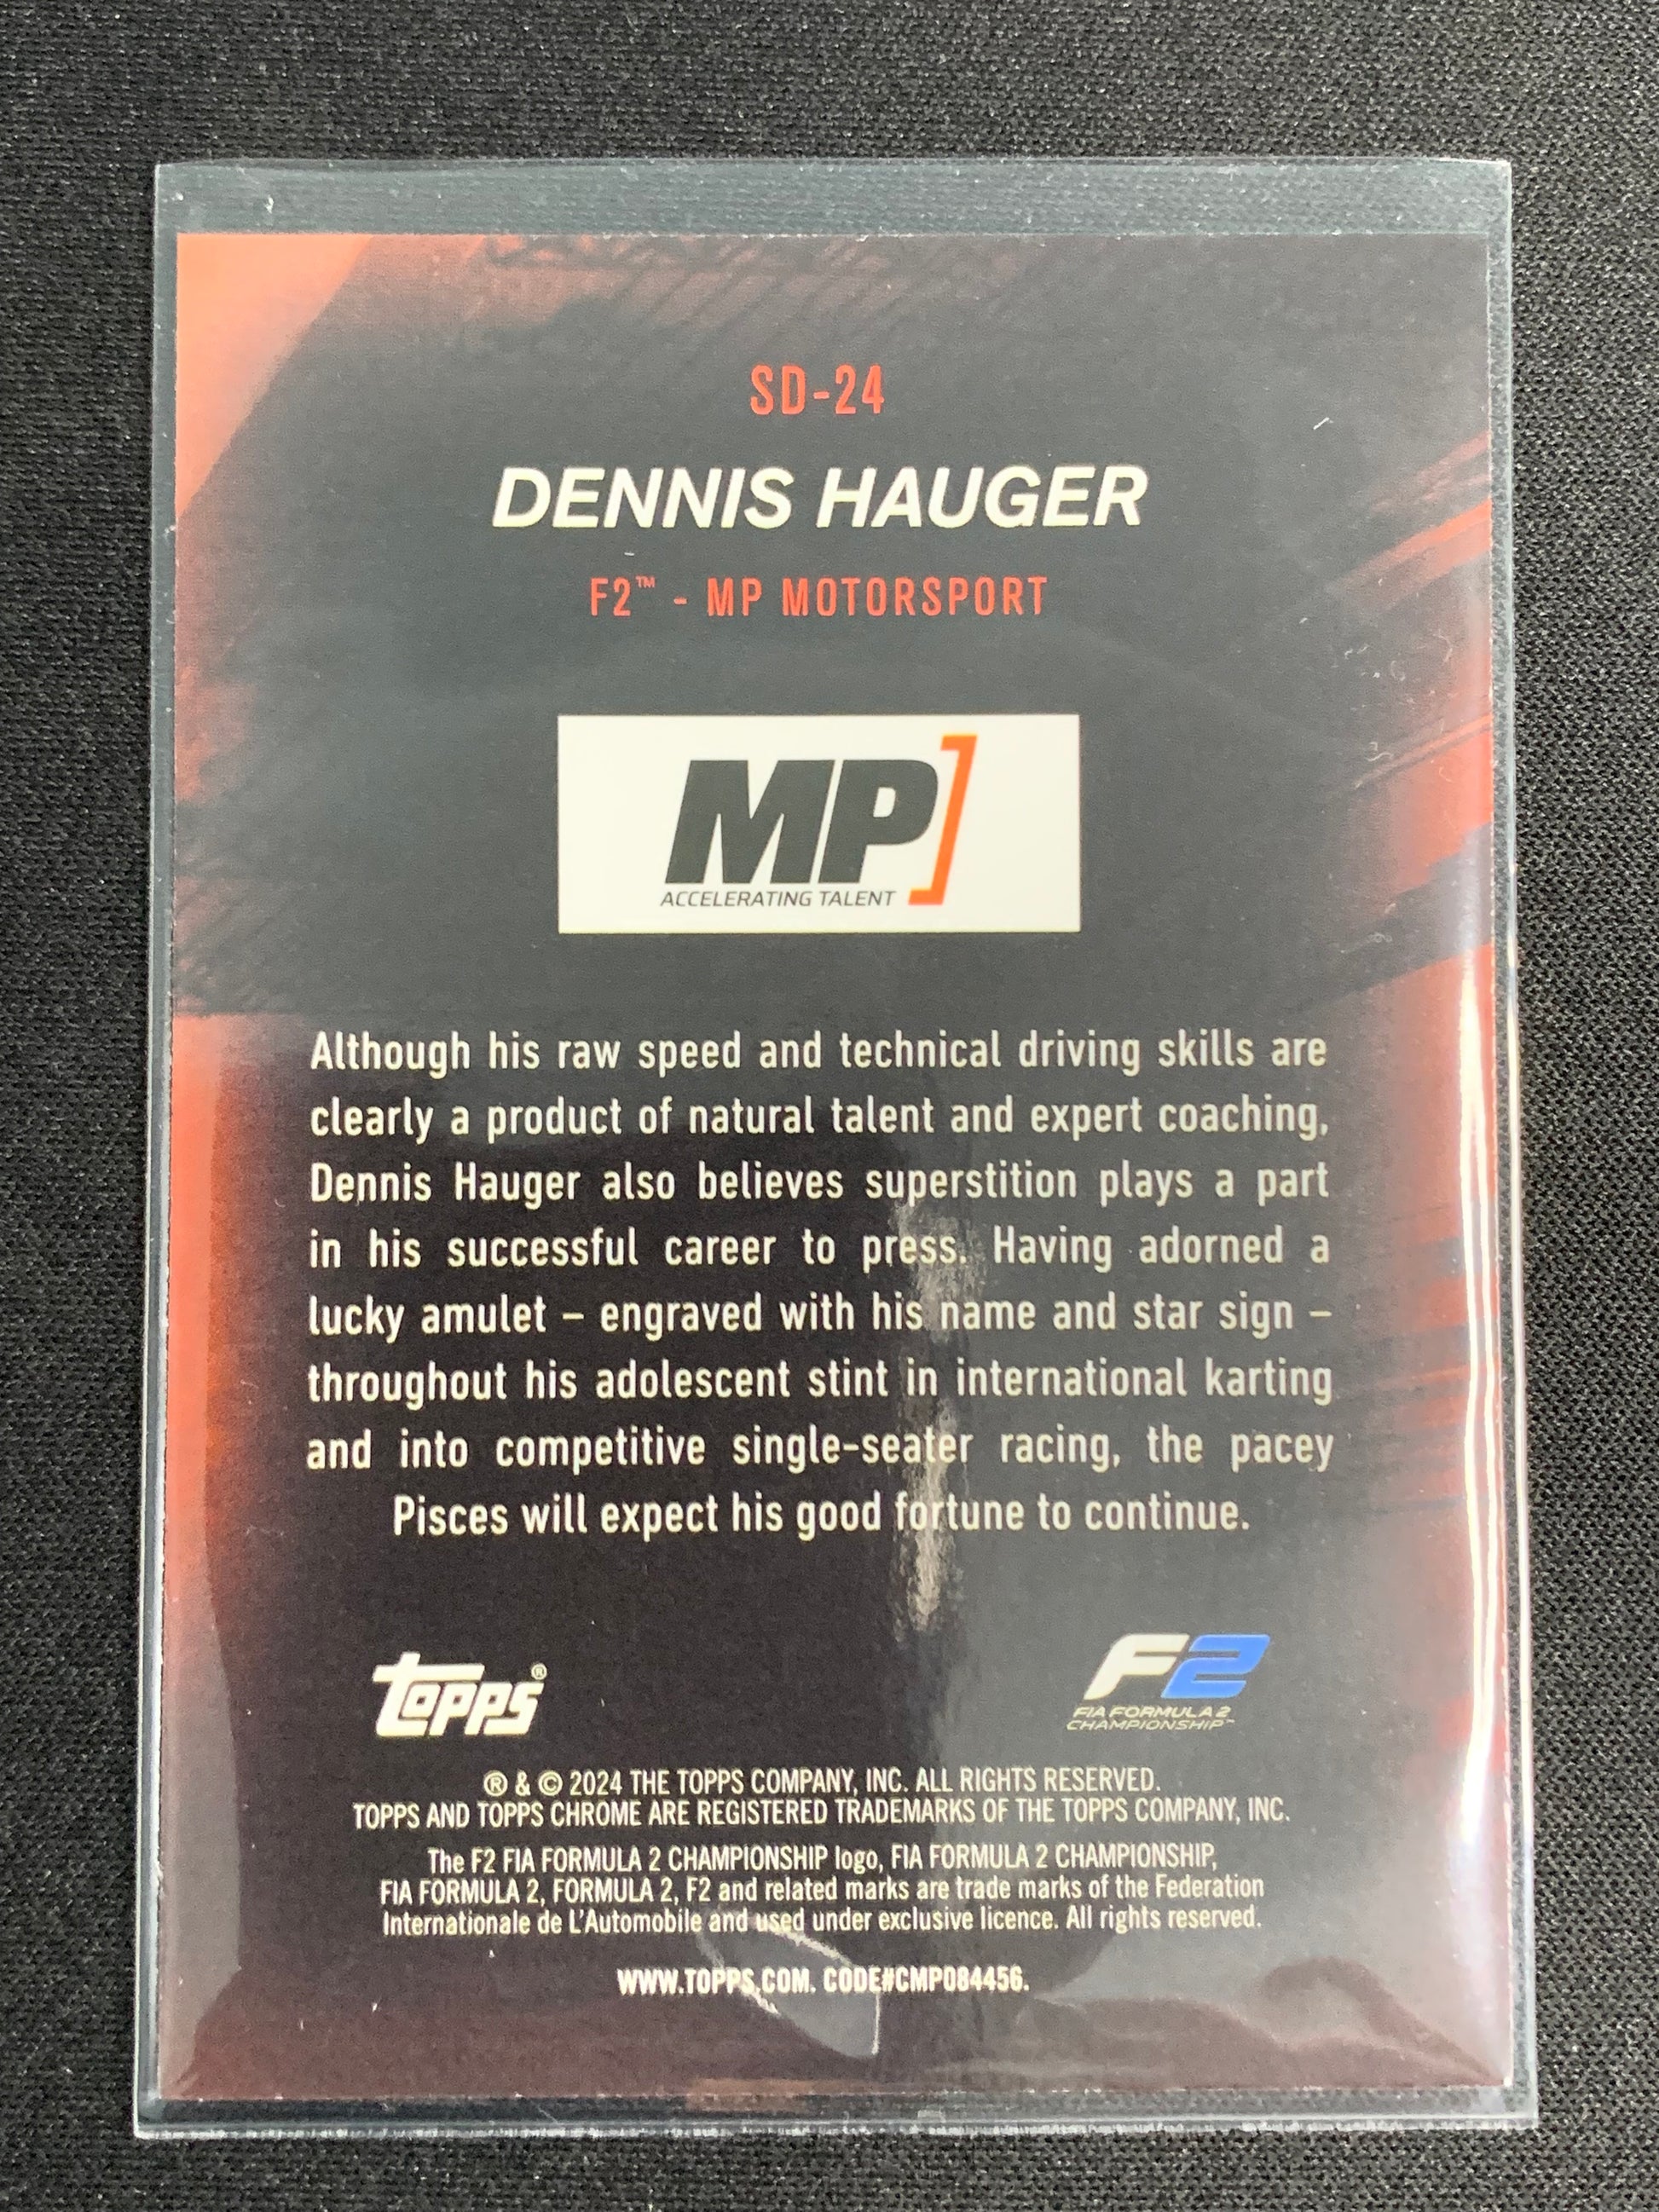 SD-24
DENNIS HAUGER
F2™ - MP MOTORSPORT
MP]
ACCELERATING TALENT
Although his raw speed and technical driving skills are
clearly a product of natural talent and expert coaching,
Dennis Hauger also believes superstition plays a part
in his successful career to press. Having adorned a
lucky amulet – engraved with his name and star sign –
throughout his adolescent stint in international karting
and into competitive single-seater racing, the pacey
Pisces will expect his good fortune to continue.
Topps®
F2
FIA FORMULA 2
CHAMPIONSHIP™
® & © 2024 THE TOPPS COMPANY, INC. ALL RIGHTS RESERVED.
TOPPS AND TOPPS CHROME ARE REGISTERED TRADEMARKS OF THE TOPPS COMPANY, INC.
The F2 FIA FORMULA 2 CHAMPIONSHIP logo, FIA FORMULA 2 CHAMPIONSHIP,
FIA FORMULA 2, FORMULA 2, F2 and related marks are trade marks of the Federation
Internationale de L'Automobile and used under exclusive licence. All rights reserved.
WWW.TOPPS.COM. CODE#CMP084456.